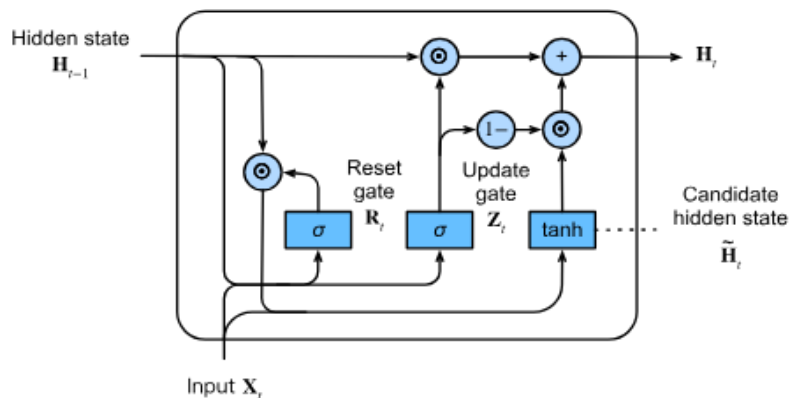 Hidden state
H_{t−1}
⊙
+
H_t
1−
⊙
⊙
Reset
gate
R_t
Update
gate
Z_t
σ
σ
tanh
Candidate
hidden state
H̃_t
Input X_t